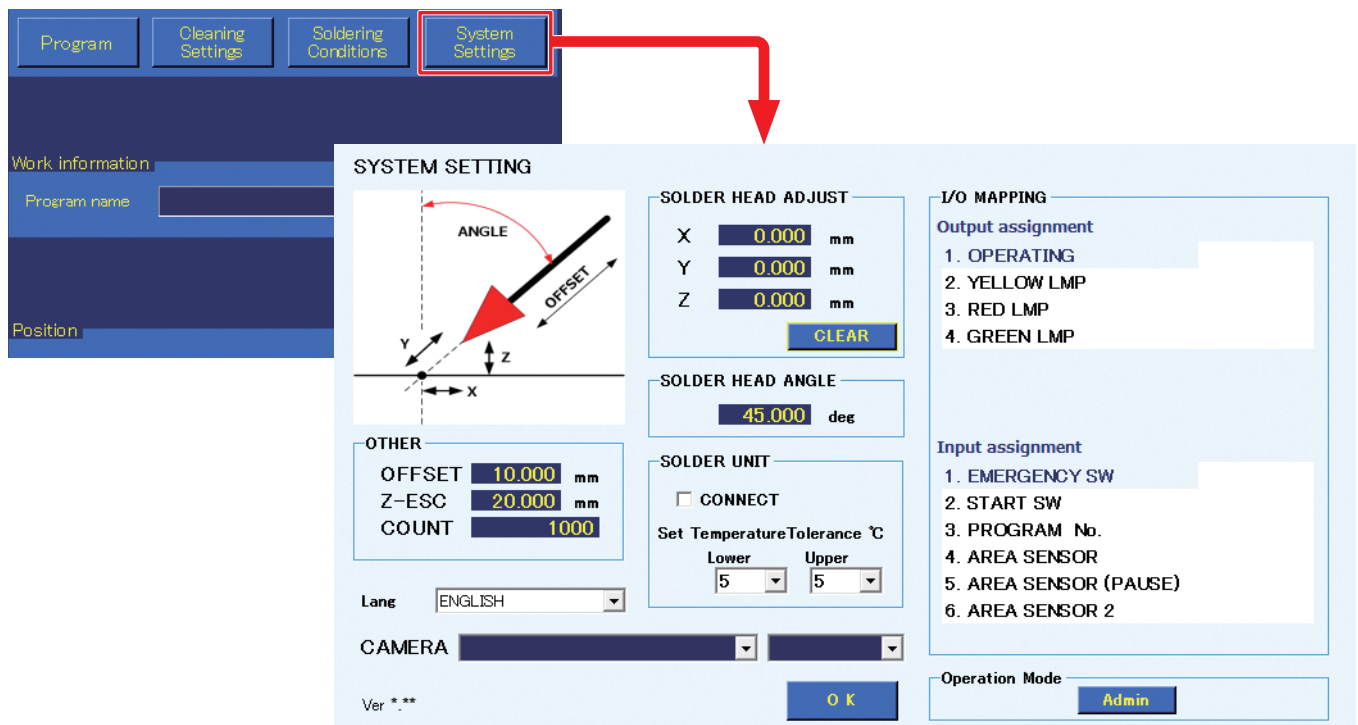 Program
Cleaning
Settings
Soldering
Conditions
System
Settings
Work information
Program name
Position
SYSTEM SETTING
ANGLE
OFFSET
Y
Z
X
OTHER
OFFSET 10.000 mm
Z-ESC 20.000 mm
COUNT 1000
Lang ENGLISH
CAMERA
Ver *.**
SOLDER HEAD ADJUST
X 0.000 mm
Y 0.000 mm
Z 0.000 mm
CLEAR
SOLDER HEAD ANGLE
45.000 deg
SOLDER UNIT
CONNECT
Set TemperatureTolerance ℃
Lower Upper
5 5
O K
I/O MAPPING
Output assignment
1. OPERATING
2. YELLOW LMP
3. RED LMP
4. GREEN LMP
Input assignment
1. EMERGENCY SW
2. START SW
3. PROGRAM No.
4. AREA SENSOR
5. AREA SENSOR (PAUSE)
6. AREA SENSOR 2
Operation Mode
Admin